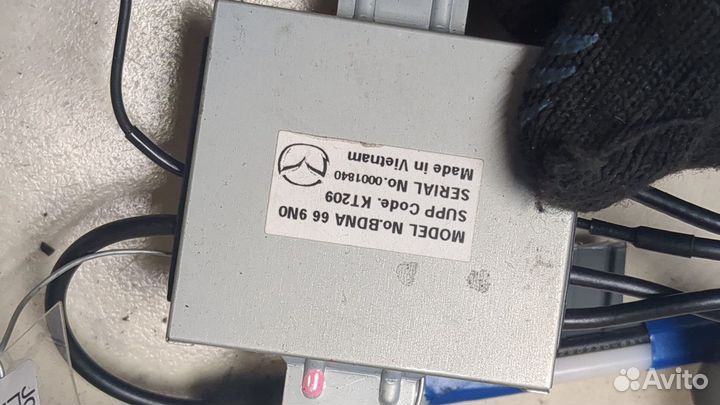 MODEL No.BDNA 66 9N0
SUPP Code. KT209
SERIAL No.0001840
Made in Vietnam
Avito